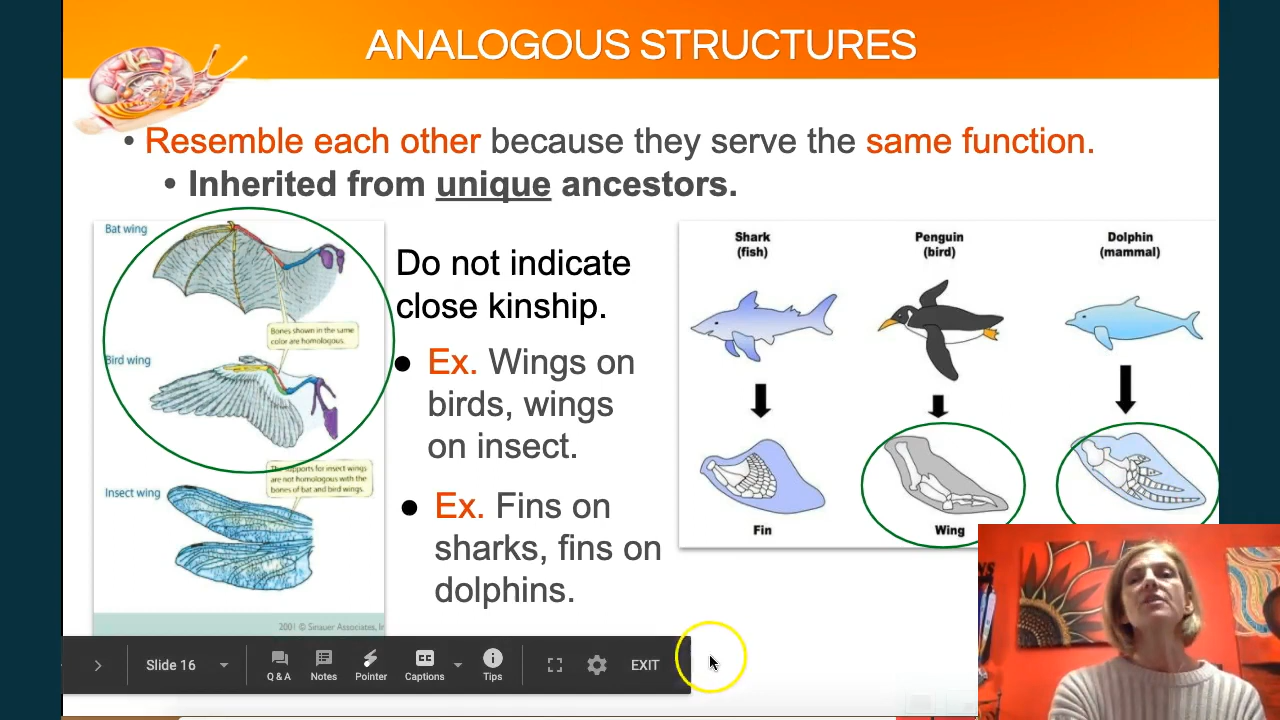 ANALOGOUS STRUCTURES
• Resemble each other because they serve the same function.
• Inherited from unique ancestors.
Bat wing
Bones shown in the same
color are homologous.
Bird wing
The supports for insect wings
are not homologous with the
bones of bat and bird wings.
Insect wing
2001 © Sinauer Associates, In
Do not indicate
close kinship.
● Ex. Wings on
birds, wings
on insect.
● Ex. Fins on
sharks, fins on
dolphins.
Shark
(fish)
Penguin
(bird)
Dolphin
(mammal)
Fin
Wing
Slide 16
Q & A
Notes
Pointer
CC
Captions
Tips
EXIT